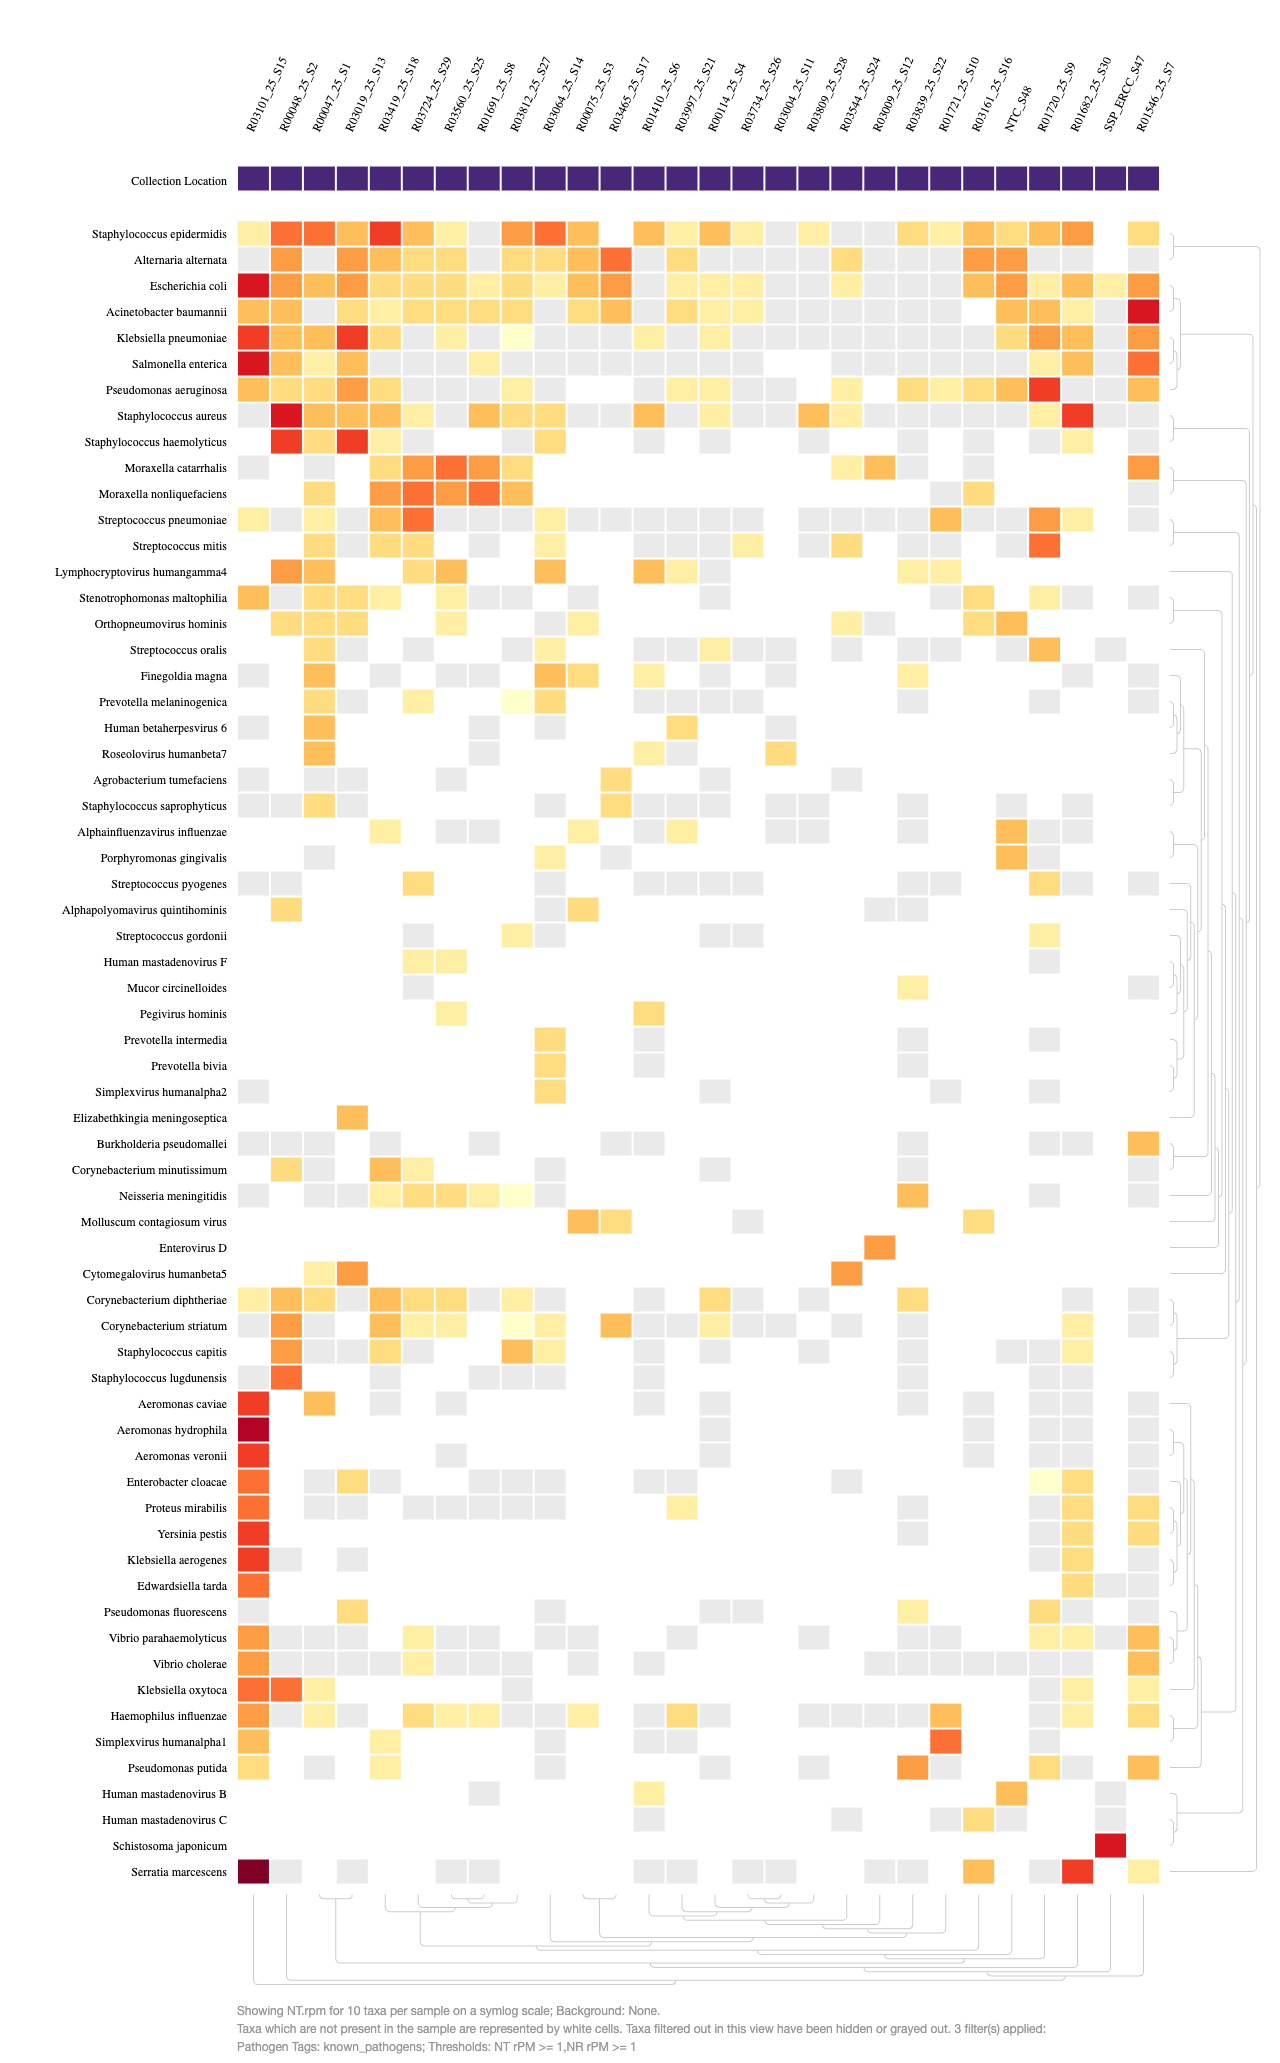 R03101_25_S15
R00048_25_S2
R00047_25_S1
R03019_25_S13
R03419_25_S18
R03724_25_S29
R03560_25_S25
R01691_25_S8
R03812_25_S27
R03064_25_S14
R00075_25_S3
R03465_25_S17
R01410_25_S6
R03997_25_S21
R00114_25_S4
R03734_25_S26
R03004_25_S11
R03809_25_S28
R03544_25_S24
R03009_25_S12
R03839_25_S22
R01721_25_S10
R03161_25_S16
NTC_S48
R01720_25_S9
R01682_25_S30
SSP_ERCC_S47
R01546_25_S7
Collection Location
Staphylococcus epidermidis
Alternaria alternata
Escherichia coli
Acinetobacter baumannii
Klebsiella pneumoniae
Salmonella enterica
Pseudomonas aeruginosa
Staphylococcus aureus
Staphylococcus haemolyticus
Moraxella catarrhalis
Moraxella nonliquefaciens
Streptococcus pneumoniae
Streptococcus mitis
Lymphocryptovirus humangamma4
Stenotrophomonas maltophilia
Orthopneumovirus hominis
Streptococcus oralis
Finegoldia magna
Prevotella melaninogenica
Human betaherpesvirus 6
Roseolovirus humanbeta7
Agrobacterium tumefaciens
Staphylococcus saprophyticus
Alphainfluenzavirus influenzae
Porphyromonas gingivalis
Streptococcus pyogenes
Alphapolyomavirus quintihominis
Streptococcus gordonii
Human mastadenovirus F
Mucor circinelloides
Pegivirus hominis
Prevotella intermedia
Prevotella bivia
Simplexvirus humanalpha2
Elizabethkingia meningoseptica
Burkholderia pseudomallei
Corynebacterium minutissimum
Neisseria meningitidis
Molluscum contagiosum virus
Enterovirus D
Cytomegalovirus humanbeta5
Corynebacterium diphtheriae
Corynebacterium striatum
Staphylococcus capitis
Staphylococcus lugdunensis
Aeromonas caviae
Aeromonas hydrophila
Aeromonas veronii
Enterobacter cloacae
Proteus mirabilis
Yersinia pestis
Klebsiella aerogenes
Edwardsiella tarda
Pseudomonas fluorescens
Vibrio parahaemolyticus
Vibrio cholerae
Klebsiella oxytoca
Haemophilus influenzae
Simplexvirus humanalpha1
Pseudomonas putida
Human mastadenovirus B
Human mastadenovirus C
Schistosoma japonicum
Serratia marcescens
Showing NT.rpm for 10 taxa per sample on a symlog scale; Background: None.
Taxa which are not present in the sample are represented by white cells. Taxa filtered out in this view have been hidden or grayed out. 3 filter(s) applied:
Pathogen Tags: known_pathogens; Thresholds: NT rPM >= 1,NR rPM >= 1